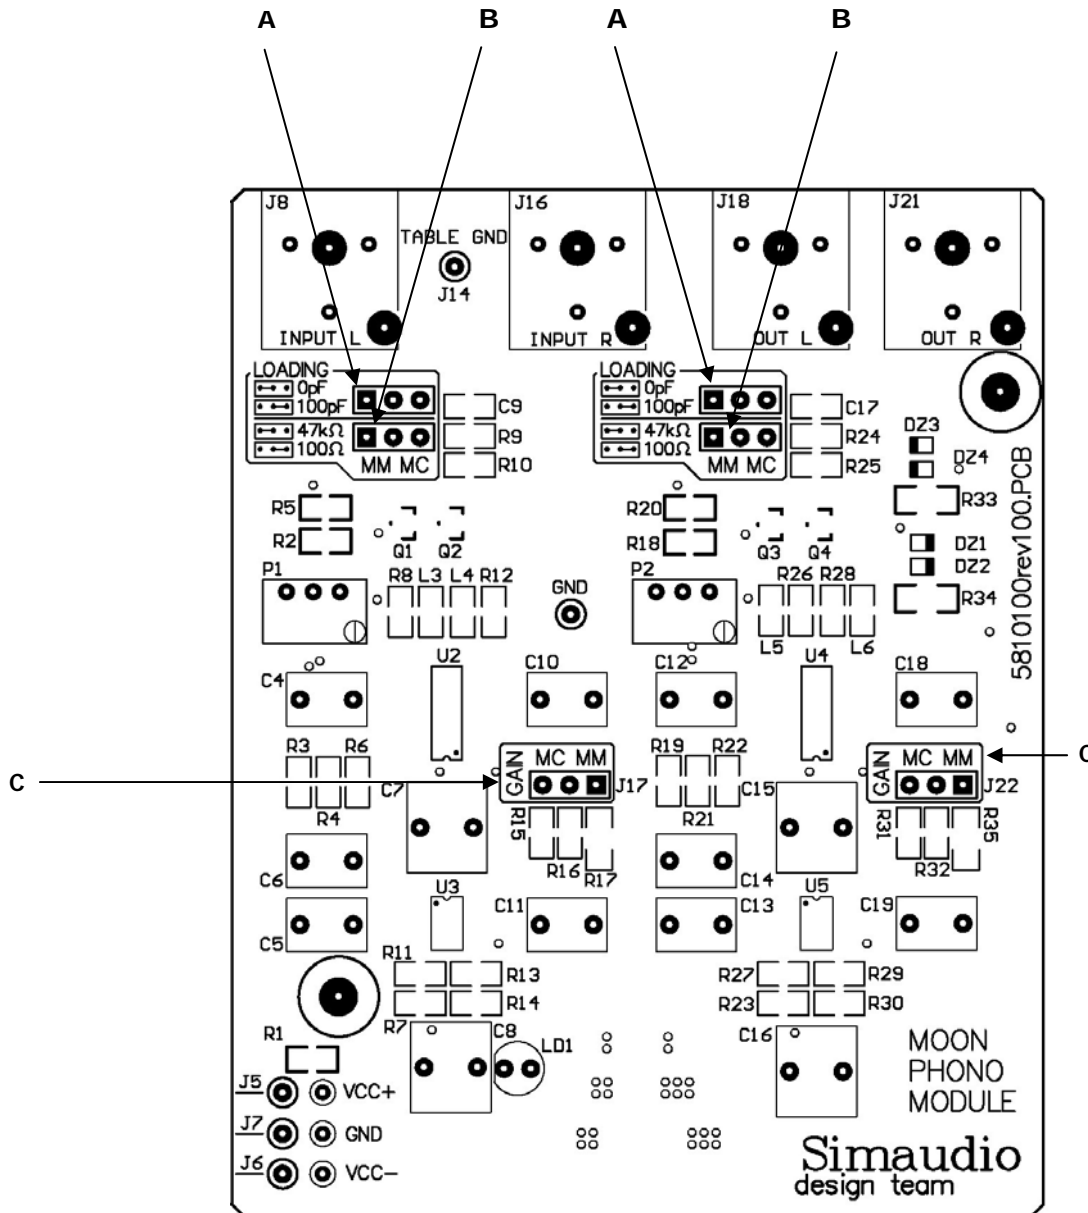 A B A B
J8 J16 J18 J21
TABLE GND
J14
INPUT L INPUT R OUT L OUT R
LOADING LOADING
0pF 0pF
100pF C9 100pF C17
47kΩ R9 47kΩ R24
100Ω R10 100Ω R25
MM MC MM MC
DZ3
DZ4
R33
DZ1
DZ2
R34
5810100rev100.PCB
R5 R20
R2 Q1 Q2 R18 Q3 Q4
P1 R8 L3 L4 R12 GND P2 R26 R28
L5 L6
U2 C10 C12 U4 C18
C4
R3 R6 GAIN MC MM R19 R22 GAIN MC MM C
C C7 J17 C15 J22
R4 R15 R21 R31 R35
R16 R32
R17
C6 U3 C14 U5
C5 C11 C13 C19
R11 R13 R27 R29
R7 R14 R23 R30
R1 C8 LD1 C16
MOON
PHONO
MODULE
J5 VCC+
J7 GND
J6 VCC-
Simaudio
design team